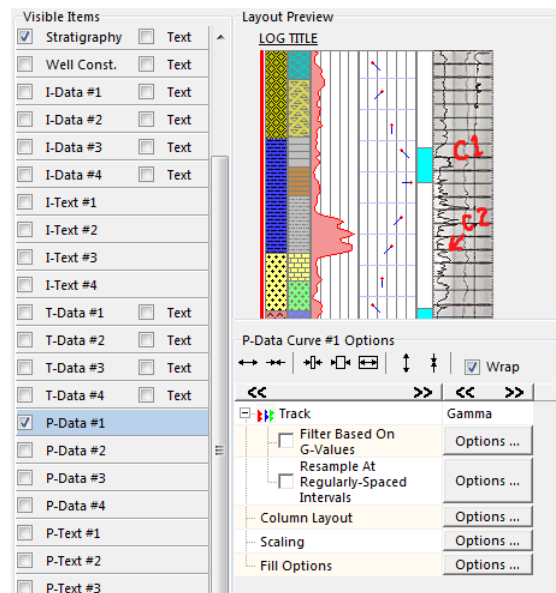 Visible Items
Stratigraphy Text
Well Const. Text
I-Data #1 Text
I-Data #2 Text
I-Data #3 Text
I-Data #4 Text
I-Text #1
I-Text #2
I-Text #3
I-Text #4
T-Data #1 Text
T-Data #2 Text
T-Data #3 Text
T-Data #4 Text
P-Data #1
P-Data #2
P-Data #3
P-Data #4
P-Text #1
P-Text #2
P-Text #3
Layout Preview
LOG TITLE
C1
C2
P-Data Curve #1 Options
Wrap
<< >> << >>
Track Gamma
Filter Based On
G-Values
Options ...
Resample At
Regularly-Spaced
Intervals
Options ...
Column Layout Options ...
Scaling Options ...
Fill Options Options ...